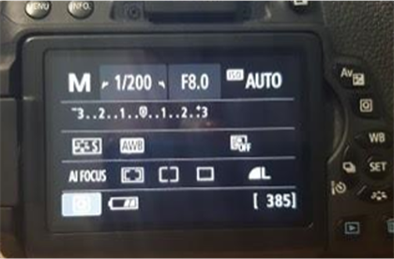 MENU INFO.
M 1/200 F8.0 ISO AUTO
-3..2..1..0..1..2..+3
S AWB OFF
AI FOCUS L
[ 385]
Av
WB
SET